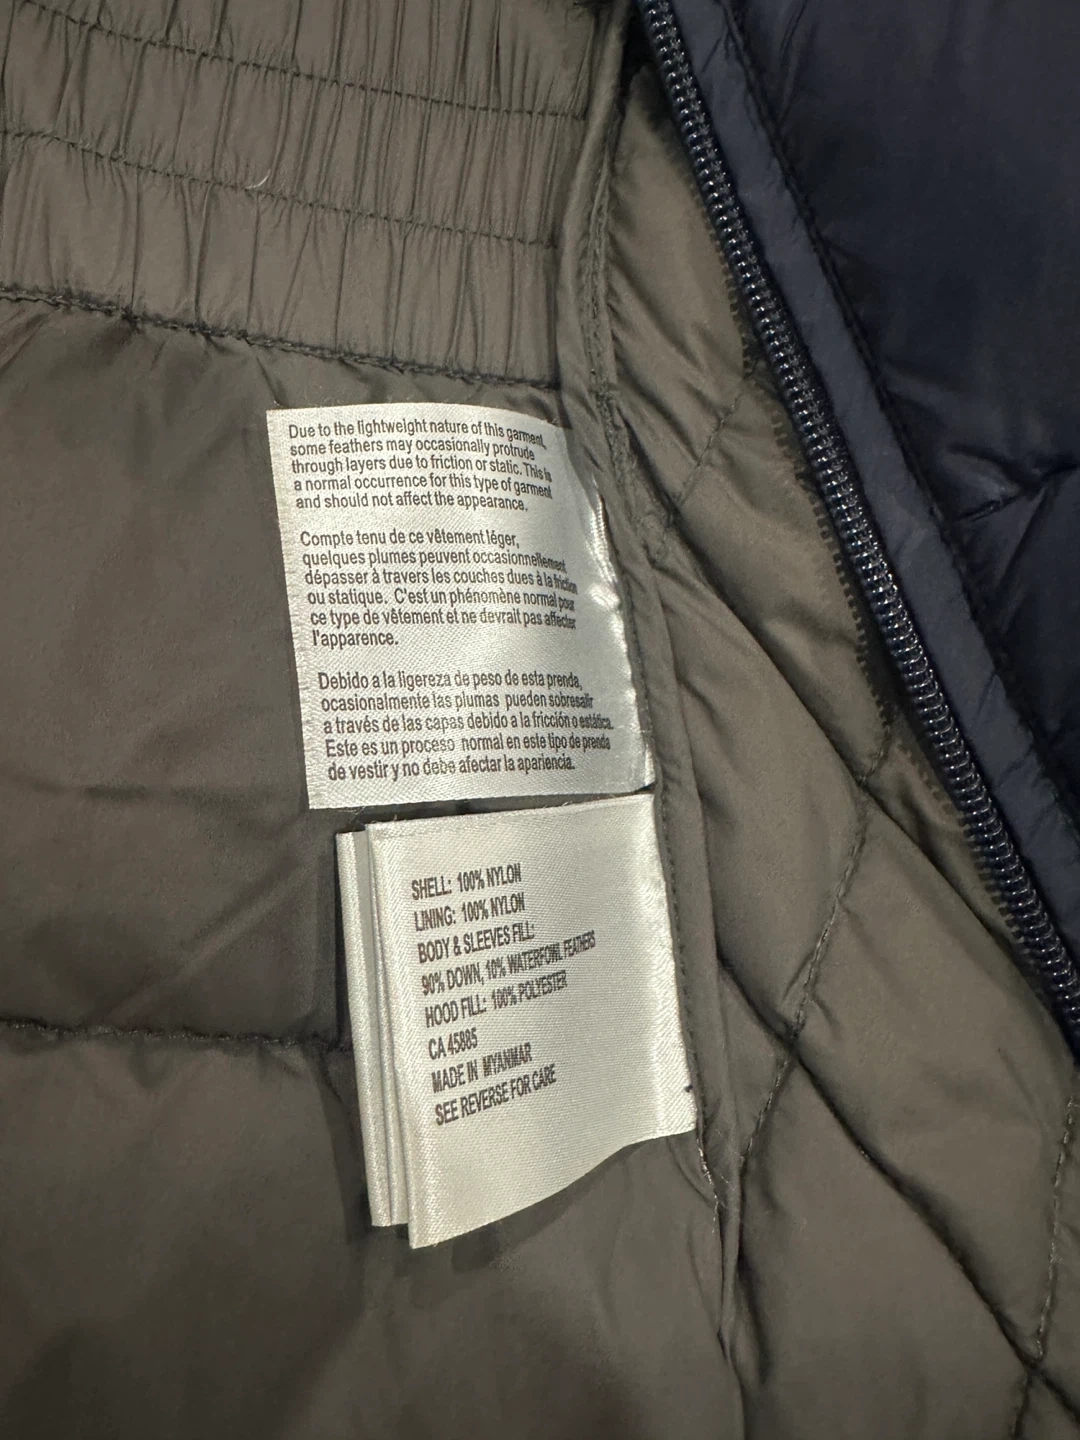 Due to the lightweight nature of this garment,
some feathers may occasionally protrude
through layers due to friction or static. This is
a normal occurrence for this type of garment
and should not affect the appearance.
Compte tenu de ce vêtement léger,
quelques plumes peuvent occasionnellement
dépasser à travers les couches dues à la friction
ou statique. C'est un phénomène normal pour
ce type de vêtement et ne devrait pas affecter
l'apparence.
Debido a la ligereza de peso de esta prenda,
ocasionalmente las plumas pueden sobresalir
a través de las capas debido a la fricción o estática.
Este es un proceso normal en este tipo de prenda
de vestir y no debe afectar la apariencia.
SHELL: 100% NYLON
LINING: 100% NYLON
BODY & SLEEVES FILL:
90% DOWN, 10% WATERFOWL FEATHERS
HOOD FILL: 100% POLYESTER
CA 45885
MADE IN MYANMAR
SEE REVERSE FOR CARE